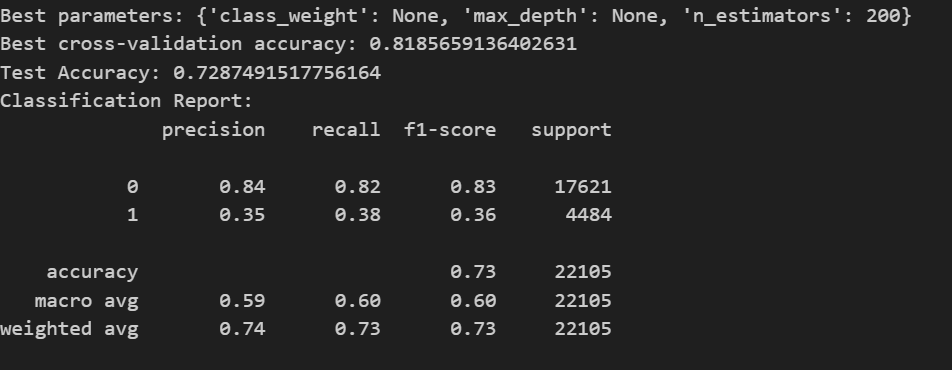 Best parameters: {'class_weight': None, 'max_depth': None, 'n_estimators': 200}
Best cross-validation accuracy: 0.8185659136402631
Test Accuracy: 0.7287491517756164
Classification Report:
precision recall f1-score support
0 0.84 0.82 0.83 17621
1 0.35 0.38 0.36 4484
accuracy 0.73 22105
macro avg 0.59 0.60 0.60 22105
weighted avg 0.74 0.73 0.73 22105